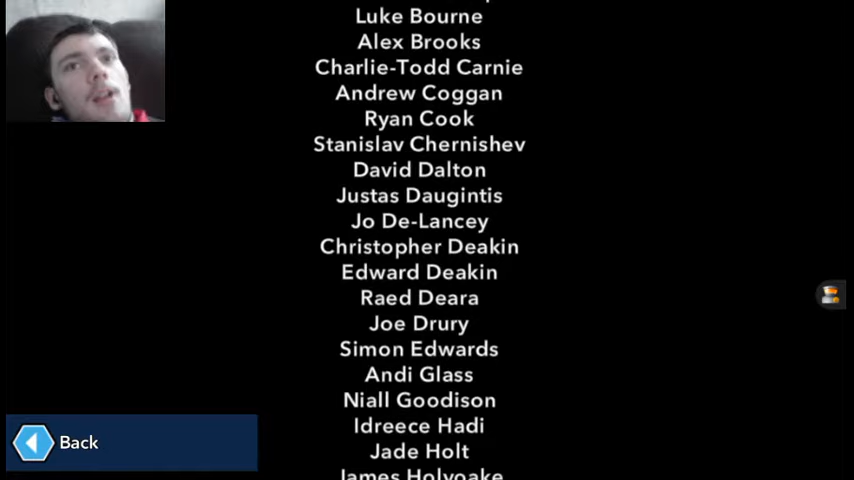 Luke Bourne
Alex Brooks
Charlie-Todd Carnie
Andrew Coggan
Ryan Cook
Stanislav Chernishev
David Dalton
Justas Daugintis
Jo De-Lancey
Christopher Deakin
Edward Deakin
Raed Deara
Joe Drury
Simon Edwards
Andi Glass
Niall Goodison
Idreece Hadi
Jade Holt
James Holyoake
Back